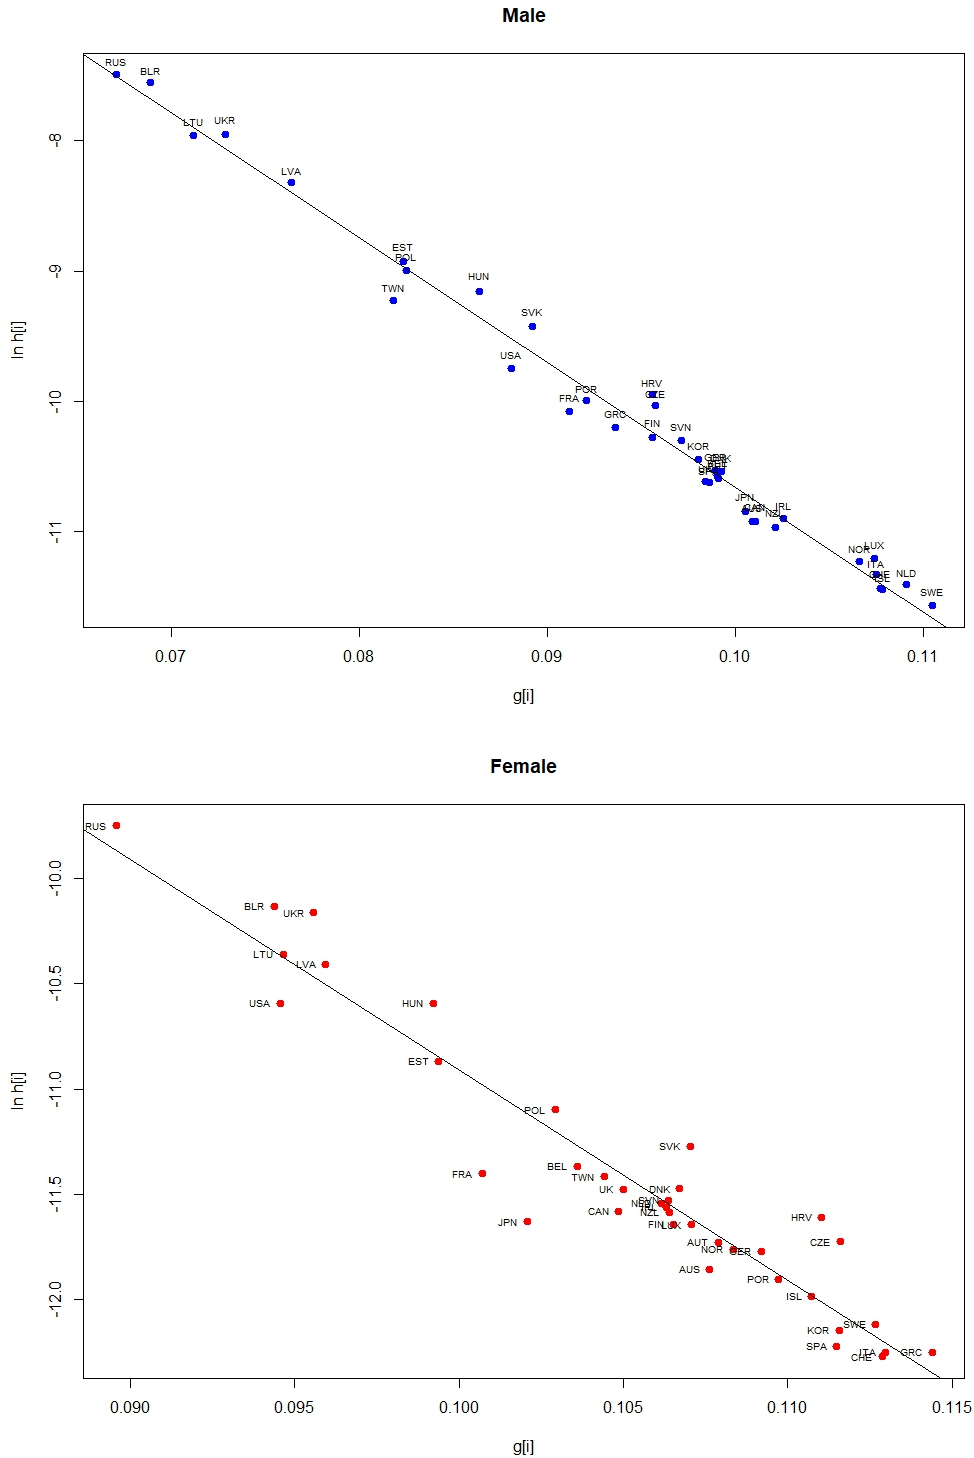 Male
RUS
BLR
LTU
UKR
LVA
EST
POL
TWN
HUN
SVK
USA
POR
FRA
HRV
CZE
GRC
FIN
SVN
KOR
JPN
IRL
NZL
NOR
LUX
ITA
CHE
ISL
NLD
SWE
-8
-9
-10
-11
ln h[i]
0.07
0.08
0.09
0.10
0.11
g[i]
Female
RUS
BLR
UKR
LTU
LVA
USA
HUN
EST
POL
SVK
BEL
FRA
TWN
UK
DNK
SVN
CAN
NZL
JPN
FIN
LUX
HRV
AUT
NOR
GER
CZE
AUS
POR
ISL
KOR
SWE
SPA
ITA
CHE
GRC
-10.0
-10.5
-11.0
-11.5
-12.0
ln h[i]
0.090
0.095
0.100
0.105
0.110
0.115
g[i]